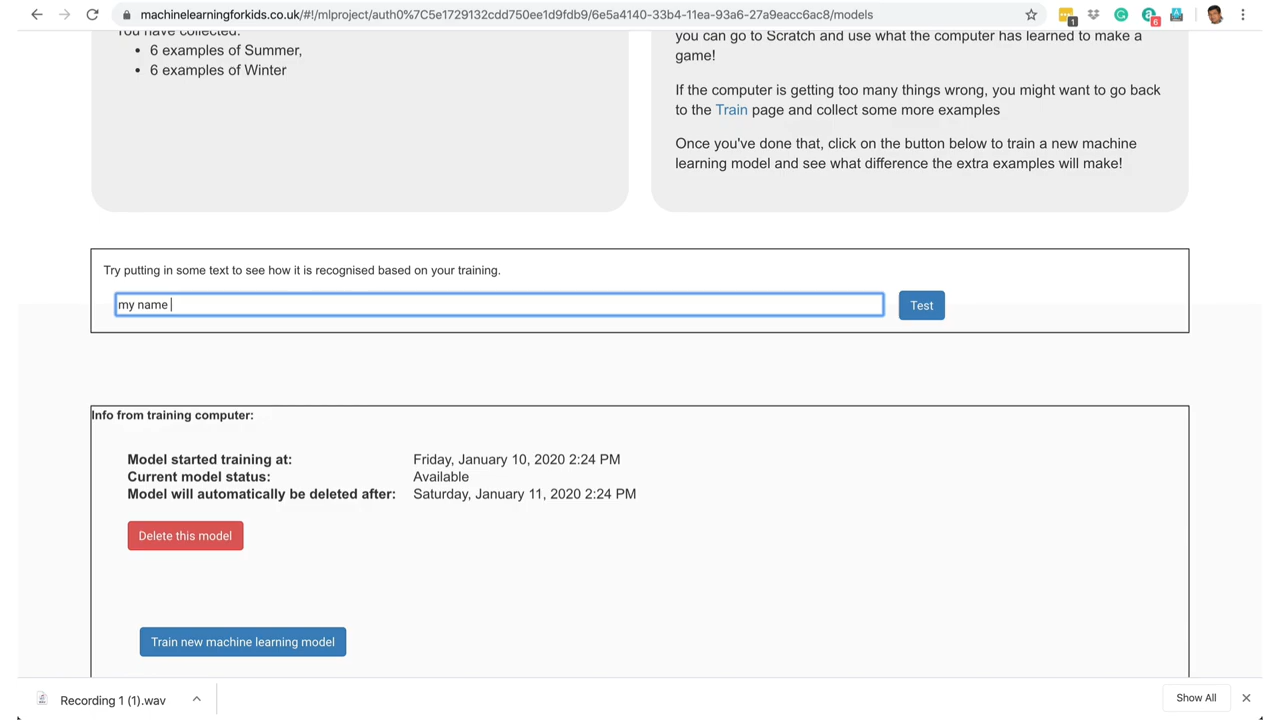 machinelearningforkids.co.uk/#!/mlproject/auth0%7C5e1729132cdd750ee1d9fdb9/6e5a4140-33b4-11ea-93a6-27a9eacc6ac8/models
1
6
You have collected:
• 6 examples of Summer,
• 6 examples of Winter
you can go to Scratch and use what the computer has learned to make a
game!
If the computer is getting too many things wrong, you might want to go back
to the Train page and collect some more examples
Once you've done that, click on the button below to train a new machine
learning model and see what difference the extra examples will make!
Try putting in some text to see how it is recognised based on your training.
my name
Test
Info from training computer:
Model started training at: Friday, January 10, 2020 2:24 PM
Current model status: Available
Model will automatically be deleted after: Saturday, January 11, 2020 2:24 PM
Delete this model
Train new machine learning model
Recording 1 (1).wav
Show All